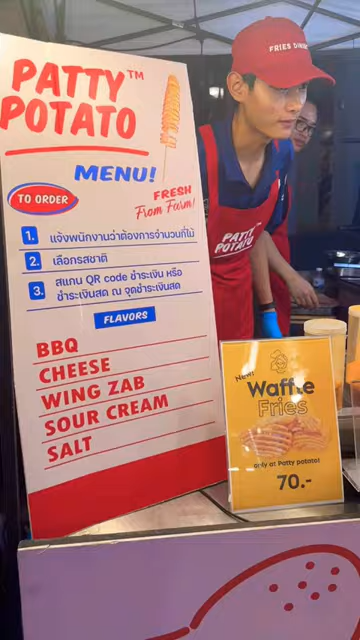 PATTY™
POTATO
MENU!
TO ORDER
FRESH
From Farm!
1. แจ้งพนักงานว่าต้องการจำนวนกี่ไม้
2. เลือกรสชาติ
3. สแกน QR code ชำระเงิน หรือ
ชำระเงินสด ณ จุดชำระเงินสด
FLAVORS
BBQ
CHEESE
WING ZAB
SOUR CREAM
SALT
PATTY
POTATO
New!
Waffle
Fries
only at Patty potato!
70.-
FRIES